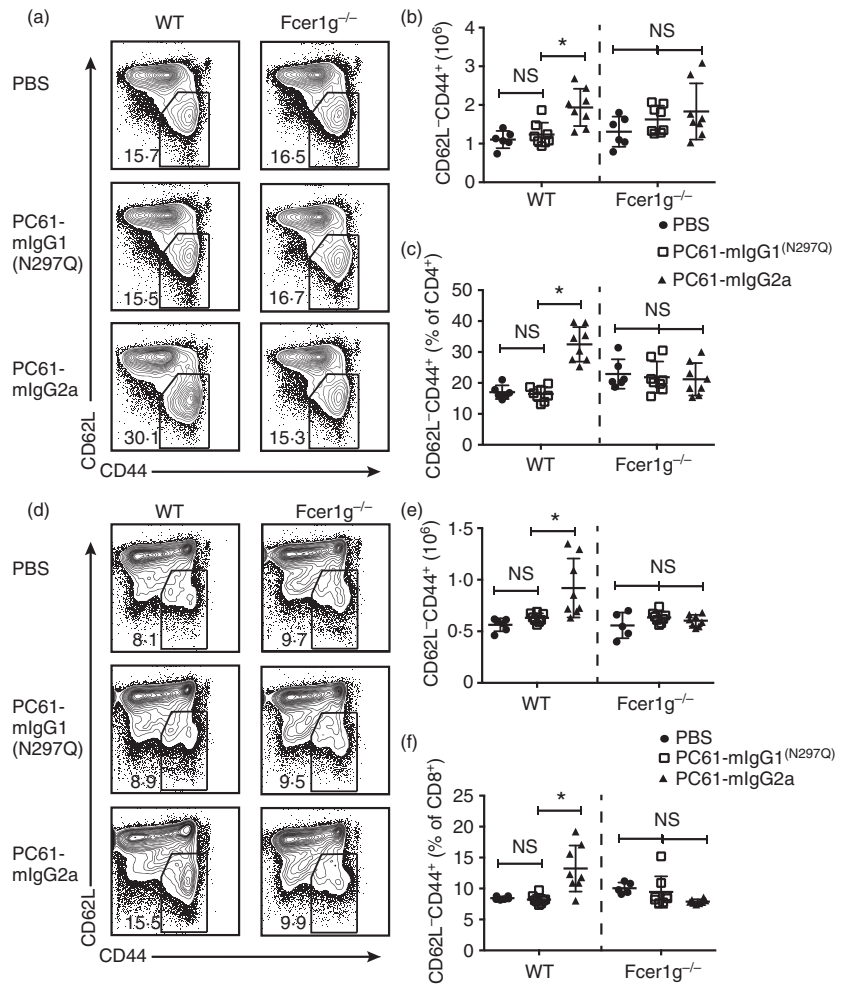 (a)
WT
Fcer1g–/–
PBS
15·7
16·5
PC61-
mIgG1
(N297Q)
15·5
16·7
PC61-
mIgG2a
30·1
15·3
CD62L
CD44
(b)
CD62L–CD44+ (10⁶)
4
3
2
1
0
NS
*
NS
WT
Fcer1g–/–
PBS
PC61-mIgG1(N297Q)
PC61-mIgG2a
(c)
CD62L–CD44+ (% of CD4+)
50
40
30
20
10
0
NS
*
NS
WT
Fcer1g–/–
(d)
WT
Fcer1g–/–
PBS
8·1
9·7
PC61-
mIgG1
(N297Q)
8·9
9·5
PC61-
mIgG2a
15·5
9·9
CD62L
CD44
(e)
CD62L–CD44+ (10⁶)
1·5
1·0
0·5
0
NS
*
NS
WT
Fcer1g–/–
PBS
PC61-mIgG1(N297Q)
PC61-mIgG2a
(f)
CD62L–CD44+ (% of CD8+)
25
20
15
10
5
0
NS
*
NS
WT
Fcer1g–/–